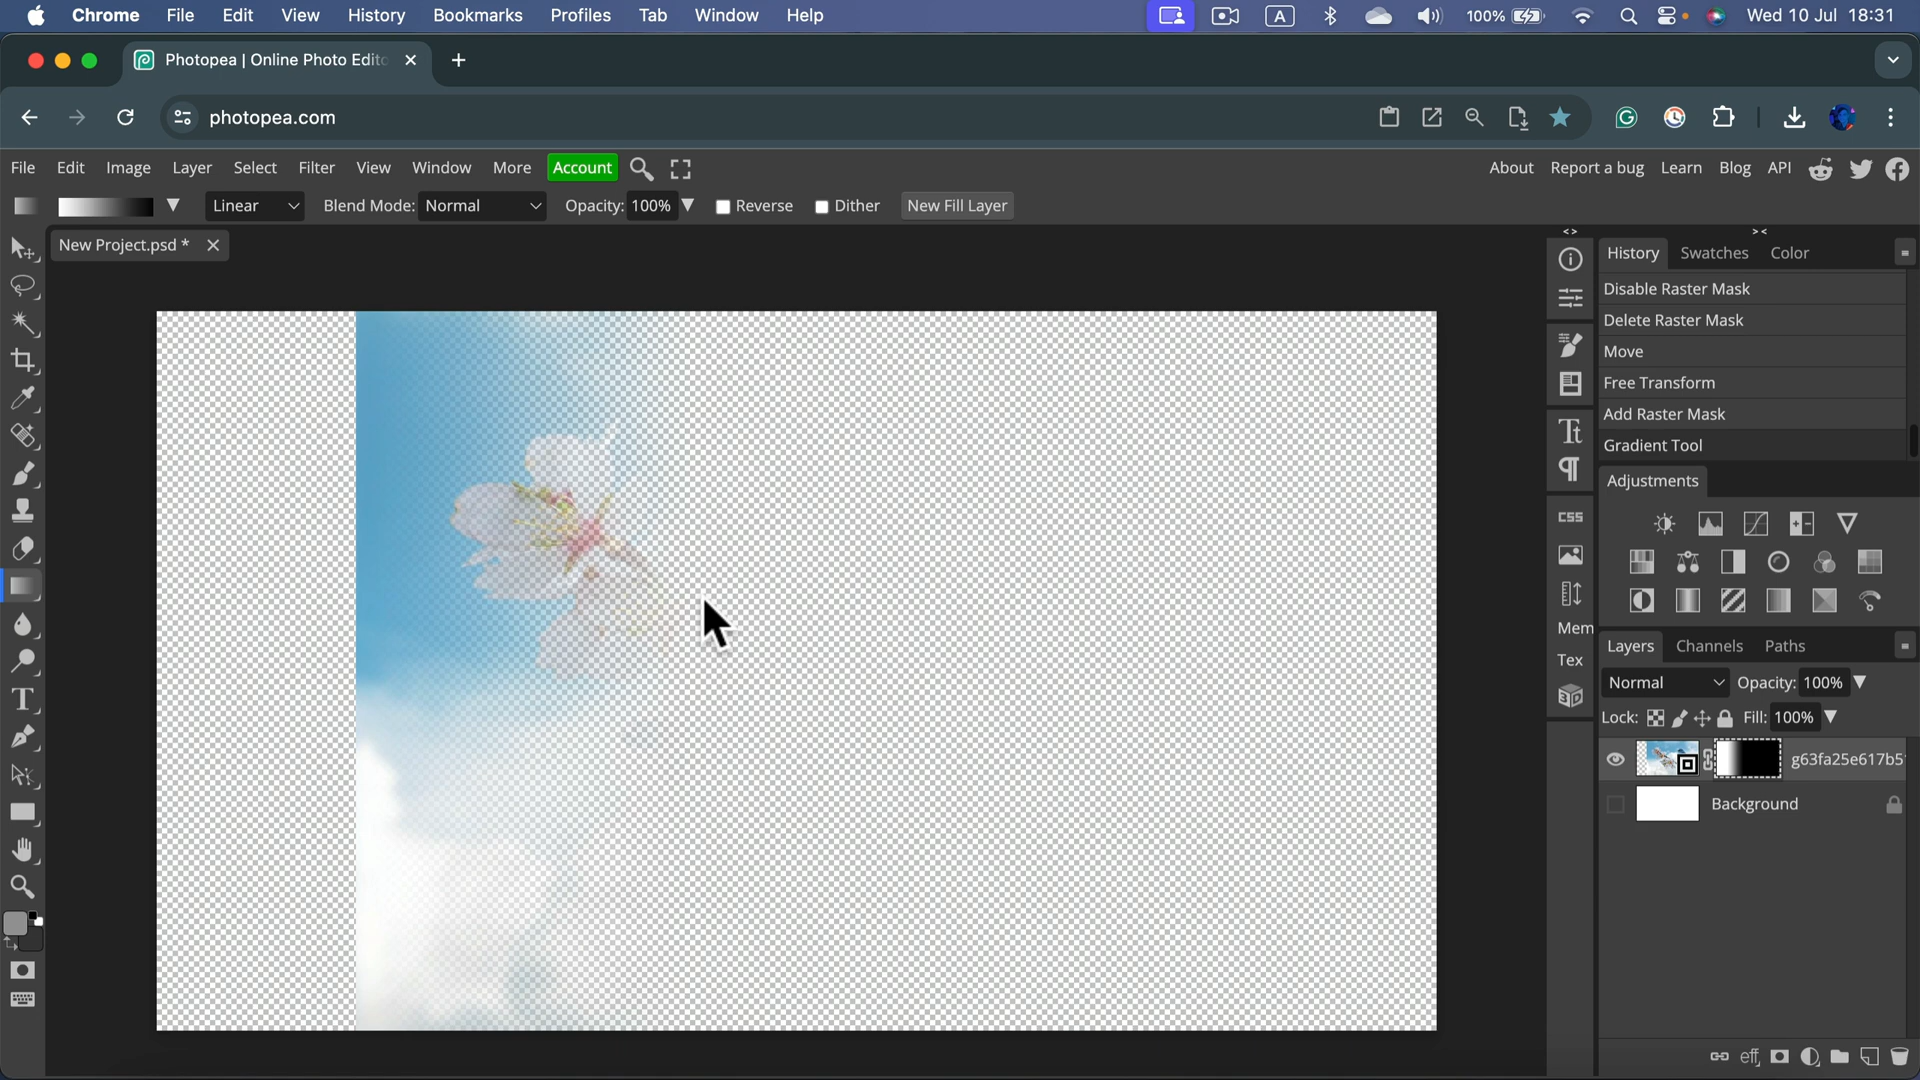 Chrome File Edit View History Bookmarks Profiles Tab Window Help A 100% Wed 10 Jul 18:31
Photopea | Online Photo Edito
photopea.com
File Edit Image Layer Select Filter View Window More Account About Report a bug Learn Blog API
Linear Blend Mode: Normal Opacity: 100% Reverse Dither New Fill Layer
New Project.psd *
< > > <
History Swatches Color
Disable Raster Mask
Delete Raster Mask
Move
Free Transform
Add Raster Mask
Gradient Tool
Adjustments
CSS
Mem
Tex
3D
Layers Channels Paths
Normal Opacity: 100%
Lock: Fill: 100%
g63fa25e617b5
Background
eff